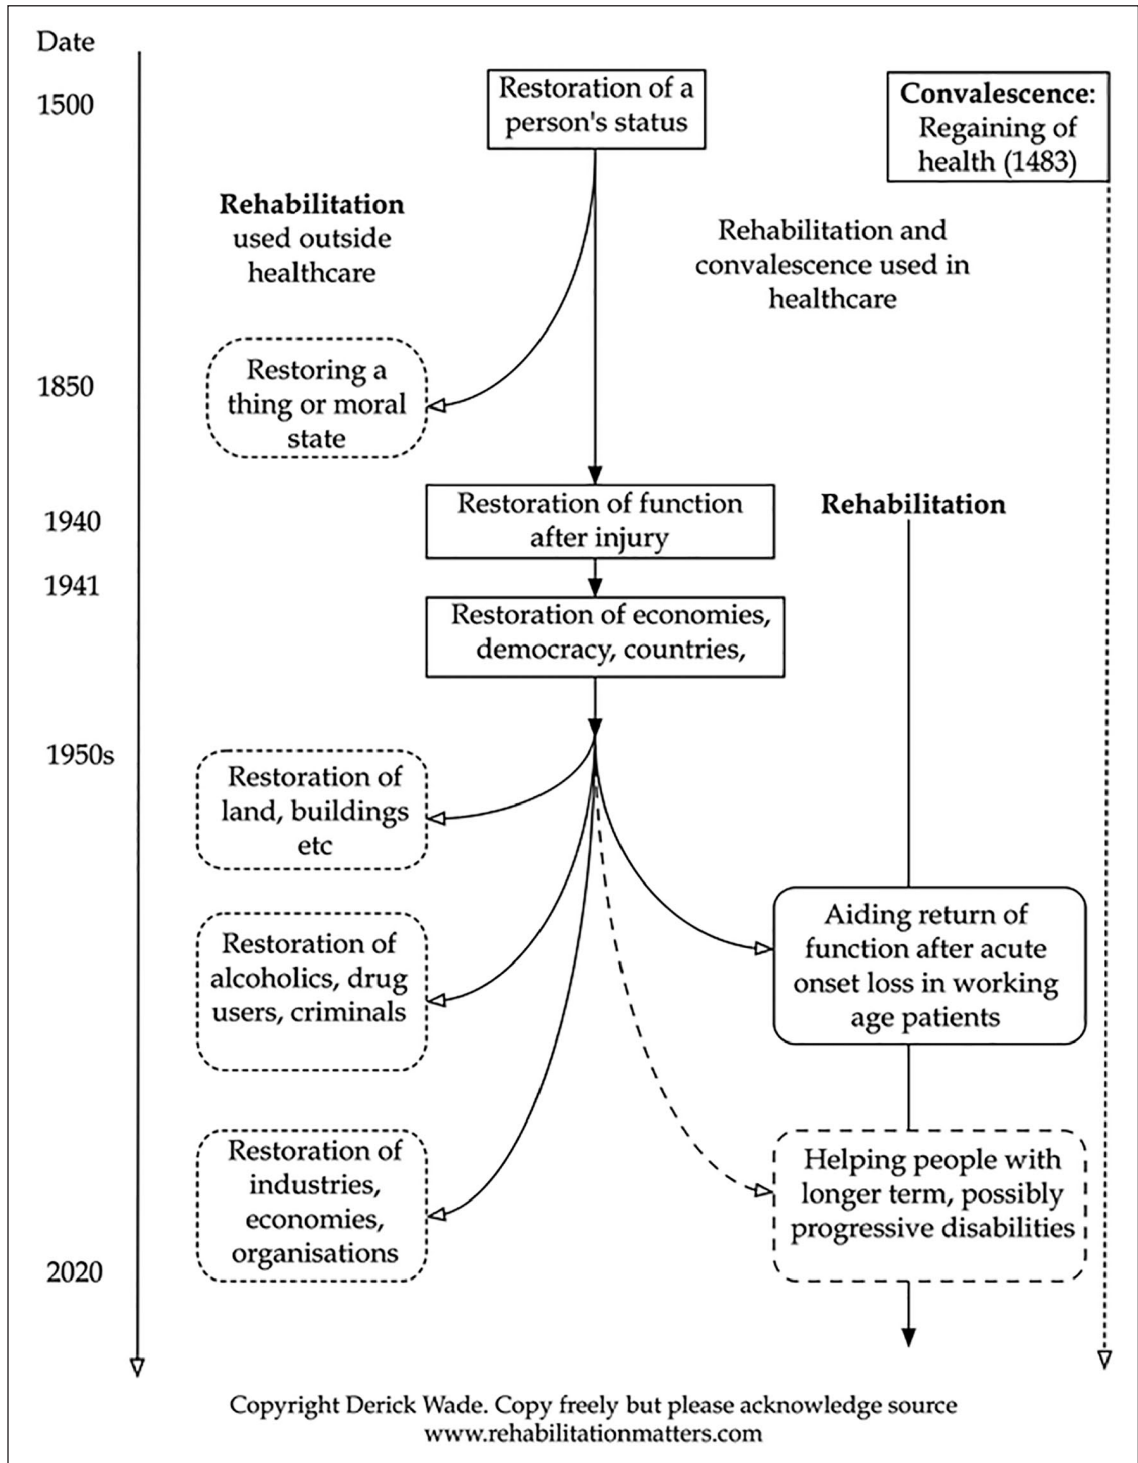 Date
1500
Restoration of a
person's status
Convalescence:
Regaining of
health (1483)
Rehabilitation
used outside
healthcare
Rehabilitation and
convalescence used in
healthcare
1850
Restoring a
thing or moral
state
1940
Restoration of function
after injury
Rehabilitation
1941
Restoration of economies,
democracy, countries,
1950s
Restoration of
land, buildings
etc
Restoration of
alcoholics, drug
users, criminals
Aiding return of
function after acute
onset loss in working
age patients
Restoration of
industries,
economies,
organisations
Helping people with
longer term, possibly
progressive disabilities
2020
Copyright Derick Wade. Copy freely but please acknowledge source
www.rehabilitationmatters.com